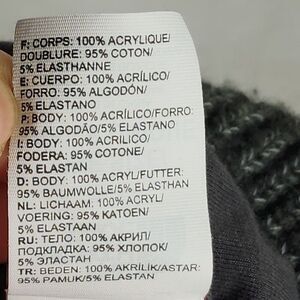 F: CORPS: 100% ACRYLIQUE/
DOUBLURE: 95% COTON/
5% ELASTHANNE
E: CUERPO: 100% ACRÍLICO/
FORRO: 95% ALGODÓN/
5% ELASTANO
P: BODY: 100% ACRÍLICO/FORRO:
95% ALGODÃO/5% ELASTANO
I: BODY: 100% ACRILICO/
FODERA: 95% COTONE/
5% ELASTAN
D: BODY: 100% ACRYL/FUTTER:
95% BAUMWOLLE/5% ELASTHAN
NL: LICHAAM: 100% ACRYL/
VOERING: 95% KATOEN/
5% ELASTAAN
RU: ТЕЛО: 100% АКРИЛ/
ПОДКЛАДКА: 95% ХЛОПОК/
5% ЭЛАСТАН
TR: BEDEN: 100% AKRİLİK/ASTAR:
95% PAMUK/5% ELASTAN